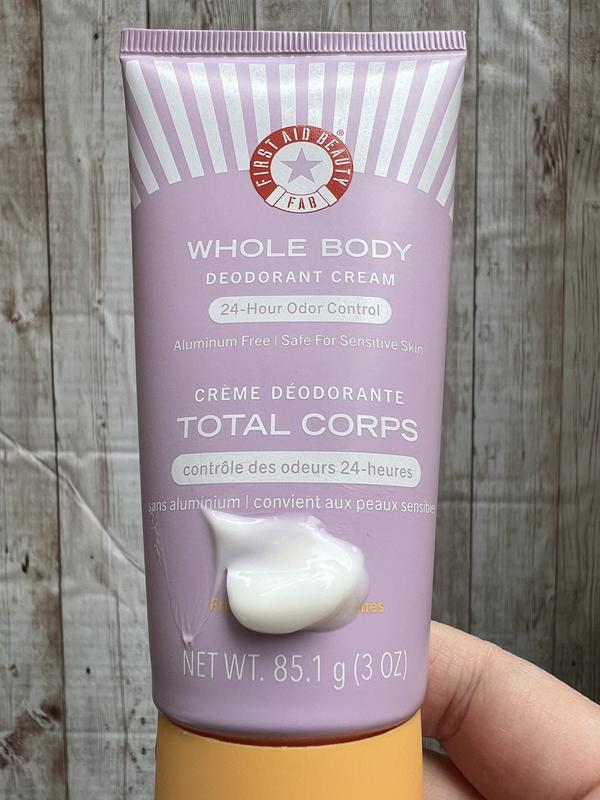 FIRST AID BEAUTY ®
FAB
WHOLE BODY
DEODORANT CREAM
24-Hour Odor Control
Aluminum Free | Safe For Sensitive Skin
CRÈME DÉODORANTE
TOTAL CORPS
contrôle des odeurs 24-heures
sans aluminium | convient aux peaux sensible
NET WT. 85.1 g (3 OZ)